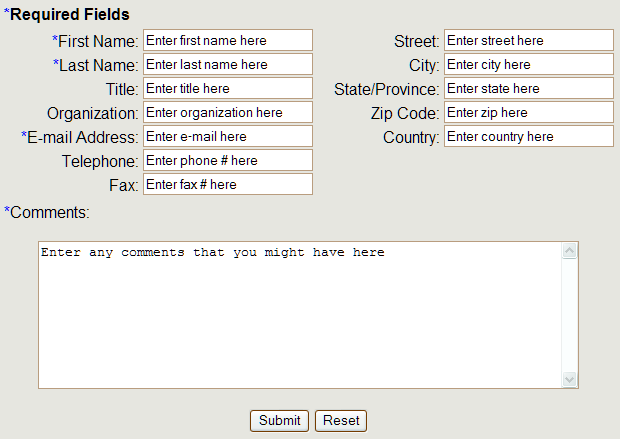 *Required Fields
*First Name: Enter first name here Street: Enter street here
*Last Name: Enter last name here City: Enter city here
Title: Enter title here State/Province: Enter state here
Organization: Enter organization here Zip Code: Enter zip here
*E-mail Address: Enter e-mail here Country: Enter country here
Telephone: Enter phone # here
Fax: Enter fax # here
*Comments:
Enter any comments that you might have here
Submit Reset